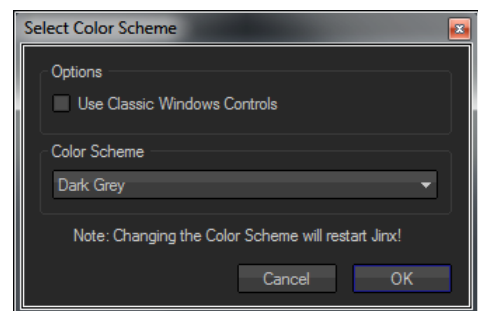 Select Color Scheme
Options
Use Classic Windows Controls
Color Scheme
Dark Grey
Note: Changing the Color Scheme will restart Jinx!
Cancel OK